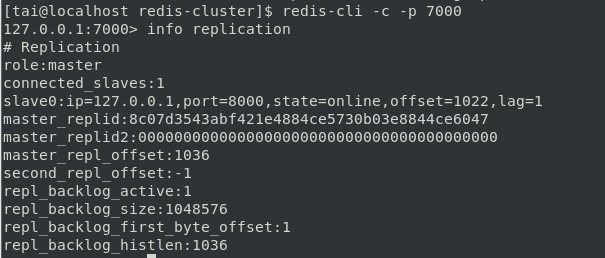 [tai@localhost redis-cluster]$ redis-cli -c -p 7000
127.0.0.1:7000> info replication
# Replication
role:master
connected_slaves:1
slave0:ip=127.0.0.1,port=8000,state=online,offset=1022,lag=1
master_replid:8c07d3543abf421e4884ce5730b03e8844ce6047
master_replid2:0000000000000000000000000000000000000000
master_repl_offset:1036
second_repl_offset:-1
repl_backlog_active:1
repl_backlog_size:1048576
repl_backlog_first_byte_offset:1
repl_backlog_histlen:1036